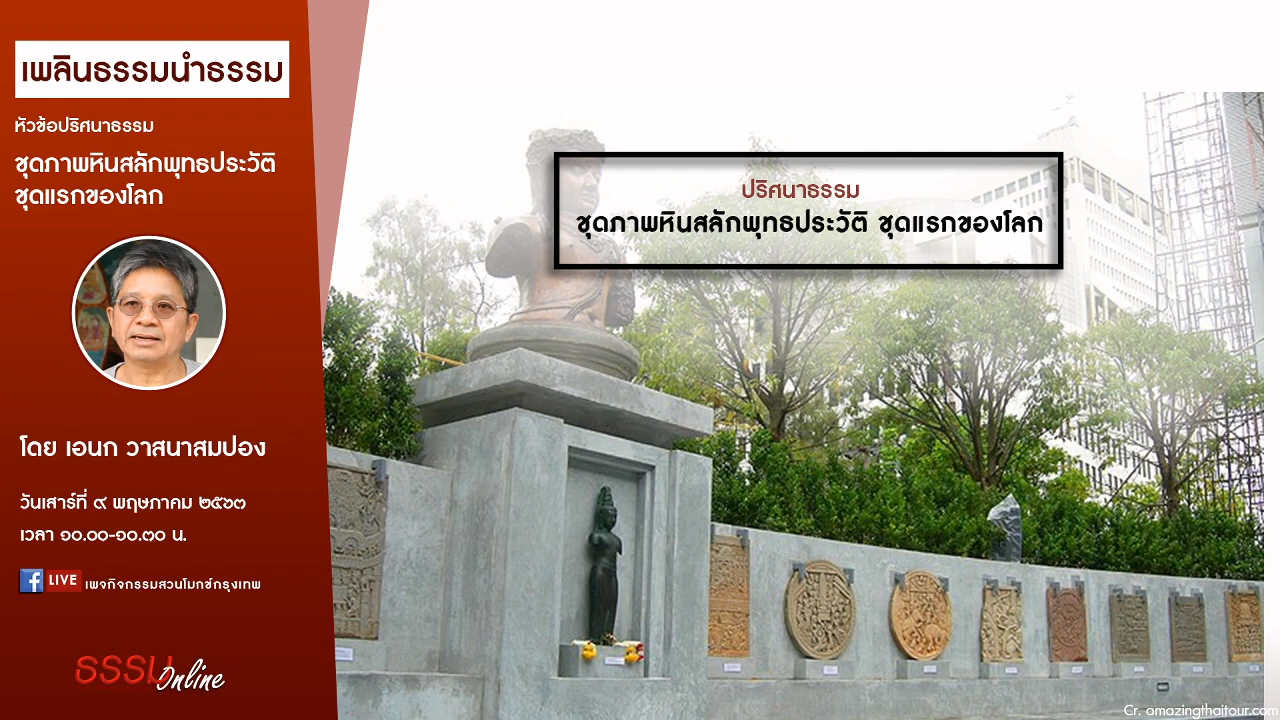 เพลินธรรมนำธรรม
หัวข้อปริศนาธรรม
ชุดภาพหินสลักพุทธประวัติ
ชุดแรกของโลก
โดย เอนก วาสนาสมปอง
วันเสาร์ที่ ๙ พฤษภาคม ๒๕๖๓
เวลา ๑๐.๐๐-๑๐.๓๐ น.
f LIVE เพจกิจกรรมสวนโมกข์กรุงเทพ
ธรรม Online
ปริศนาธรรม
ชุดภาพหินสลักพุทธประวัติ ชุดแรกของโลก
Cr. amazingthaitour.com